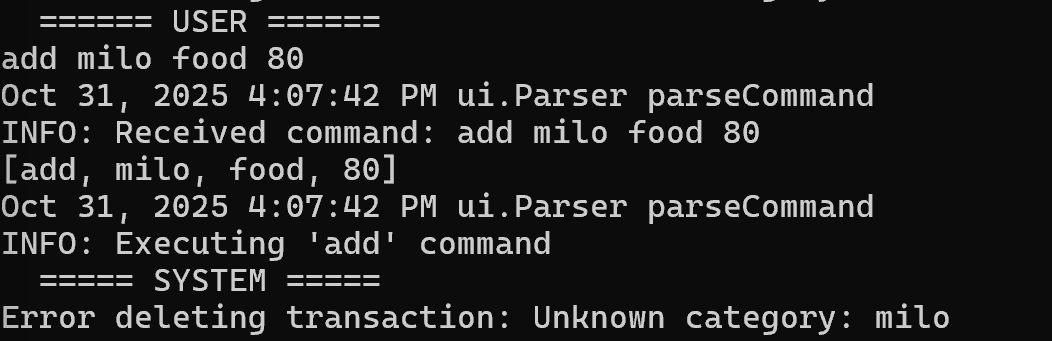 ====== USER ======
add milo food 80
Oct 31, 2025 4:07:42 PM ui.Parser parseCommand
INFO: Received command: add milo food 80
[add, milo, food, 80]
Oct 31, 2025 4:07:42 PM ui.Parser parseCommand
INFO: Executing 'add' command
===== SYSTEM =====
Error deleting transaction: Unknown category: milo